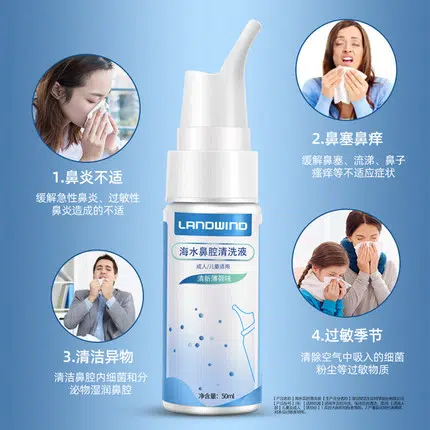 LANDWIND
海水鼻腔清洗液
成人/儿童适用
清新薄荷味
净含量：50ml
1.鼻炎不适
缓解急性鼻炎、过敏性
鼻炎造成的不适
2.鼻塞鼻痒
缓解鼻塞、流涕、鼻子
瘙痒等不适应症状
3.清洁异物
清洁鼻腔内细菌和分
泌物湿润鼻腔
4.过敏季节
清除空气中吸入的细菌
粉尘等过敏物质